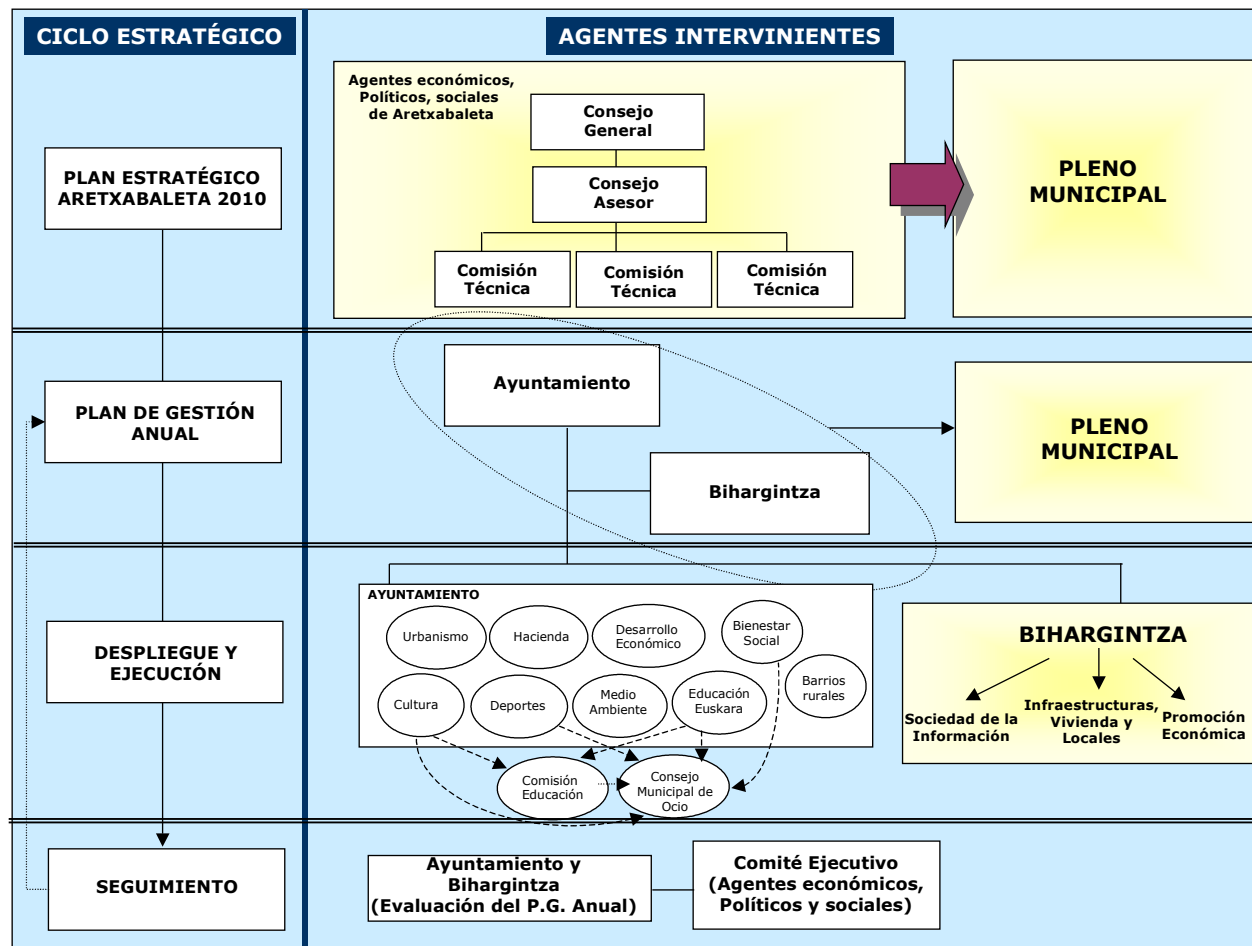 CICLO ESTRATÉGICO
AGENTES INTERVINIENTES
PLAN ESTRATÉGICO
ARETXABALETA 2010
Agentes económicos,
Políticos, sociales
de Aretxabaleta
Consejo
General
Consejo
Asesor
Comisión
Técnica
Comisión
Técnica
Comisión
Técnica
PLENO
MUNICIPAL
PLAN DE GESTIÓN
ANUAL
Ayuntamiento
Bihargintza
PLENO
MUNICIPAL
DESPLIEGUE Y
EJECUCIÓN
AYUNTAMIENTO
Urbanismo
Hacienda
Desarrollo
Económico
Bienestar
Social
Cultura
Deportes
Medio
Ambiente
Educación
Euskara
Barrios
rurales
Comisión
Educación
Consejo
Municipal de
Ocio
BIHARGINTZA
Sociedad de la
Información
Infraestructuras,
Vivienda y
Locales
Promoción
Económica
SEGUIMIENTO
Ayuntamiento y
Bihargintza
(Evaluación del P.G. Anual)
Comité Ejecutivo
(Agentes económicos,
Políticos y sociales)